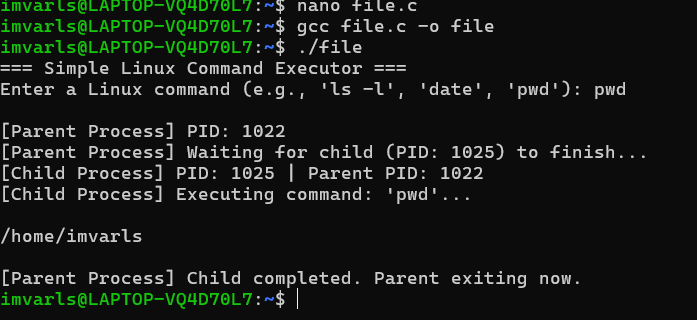 imvarls@LAPTOP-VQ4D70L7:~$ nano file.c
imvarls@LAPTOP-VQ4D70L7:~$ gcc file.c -o file
imvarls@LAPTOP-VQ4D70L7:~$ ./file
=== Simple Linux Command Executor ===
Enter a Linux command (e.g., 'ls -l', 'date', 'pwd'): pwd
[Parent Process] PID: 1022
[Parent Process] Waiting for child (PID: 1025) to finish...
[Child Process] PID: 1025 | Parent PID: 1022
[Child Process] Executing command: 'pwd'...
/home/imvarls
[Parent Process] Child completed. Parent exiting now.
imvarls@LAPTOP-VQ4D70L7:~$